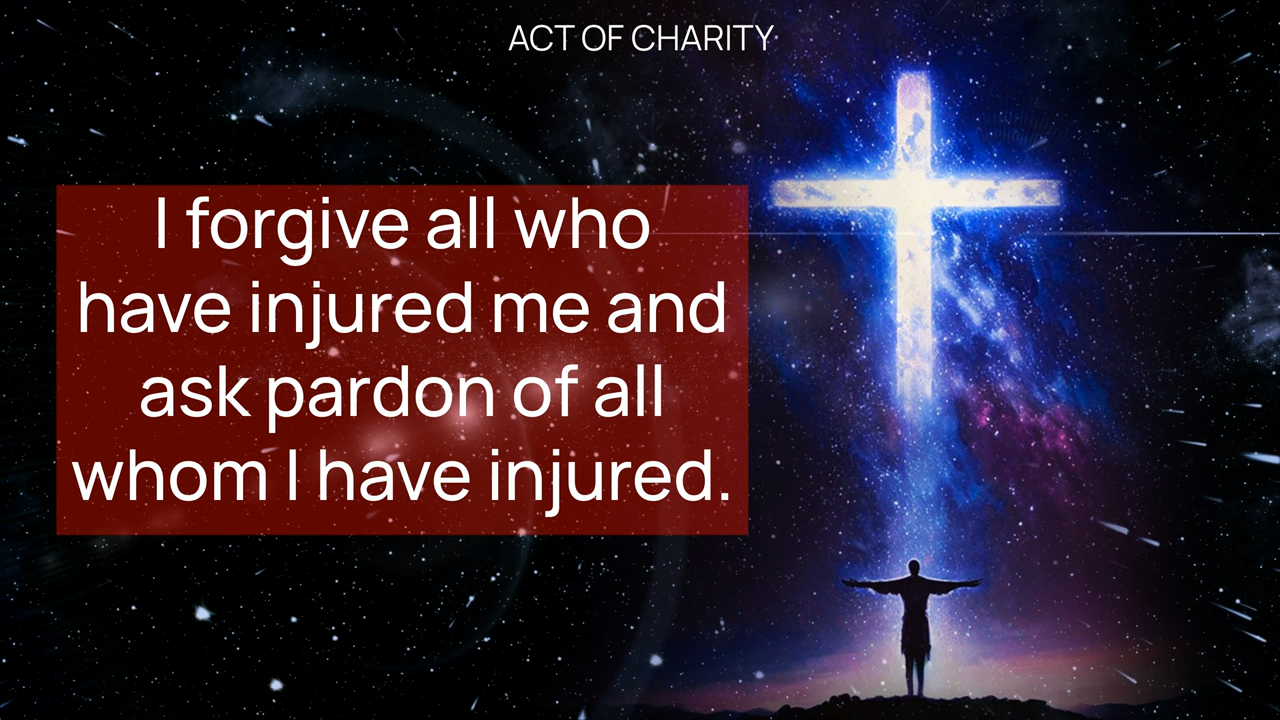 ACT OF CHARITY
I forgive all who
have injured me and
ask pardon of all
whom I have injured.